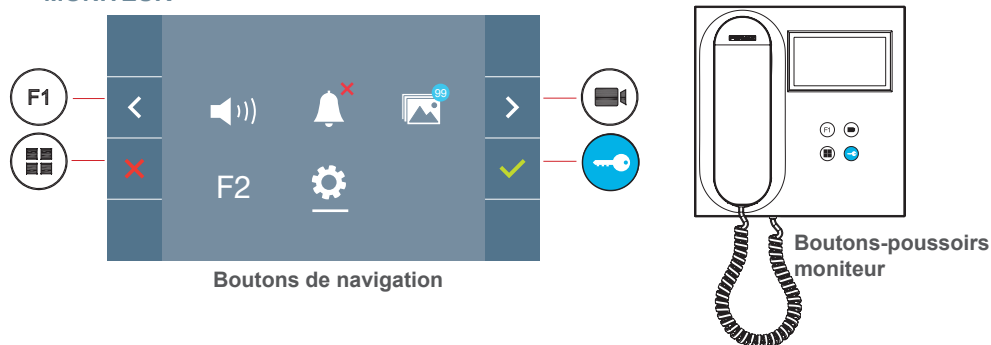 MONITEUR
F1
99
F2
Boutons de navigation
F1
Boutons-poussoirs
moniteur